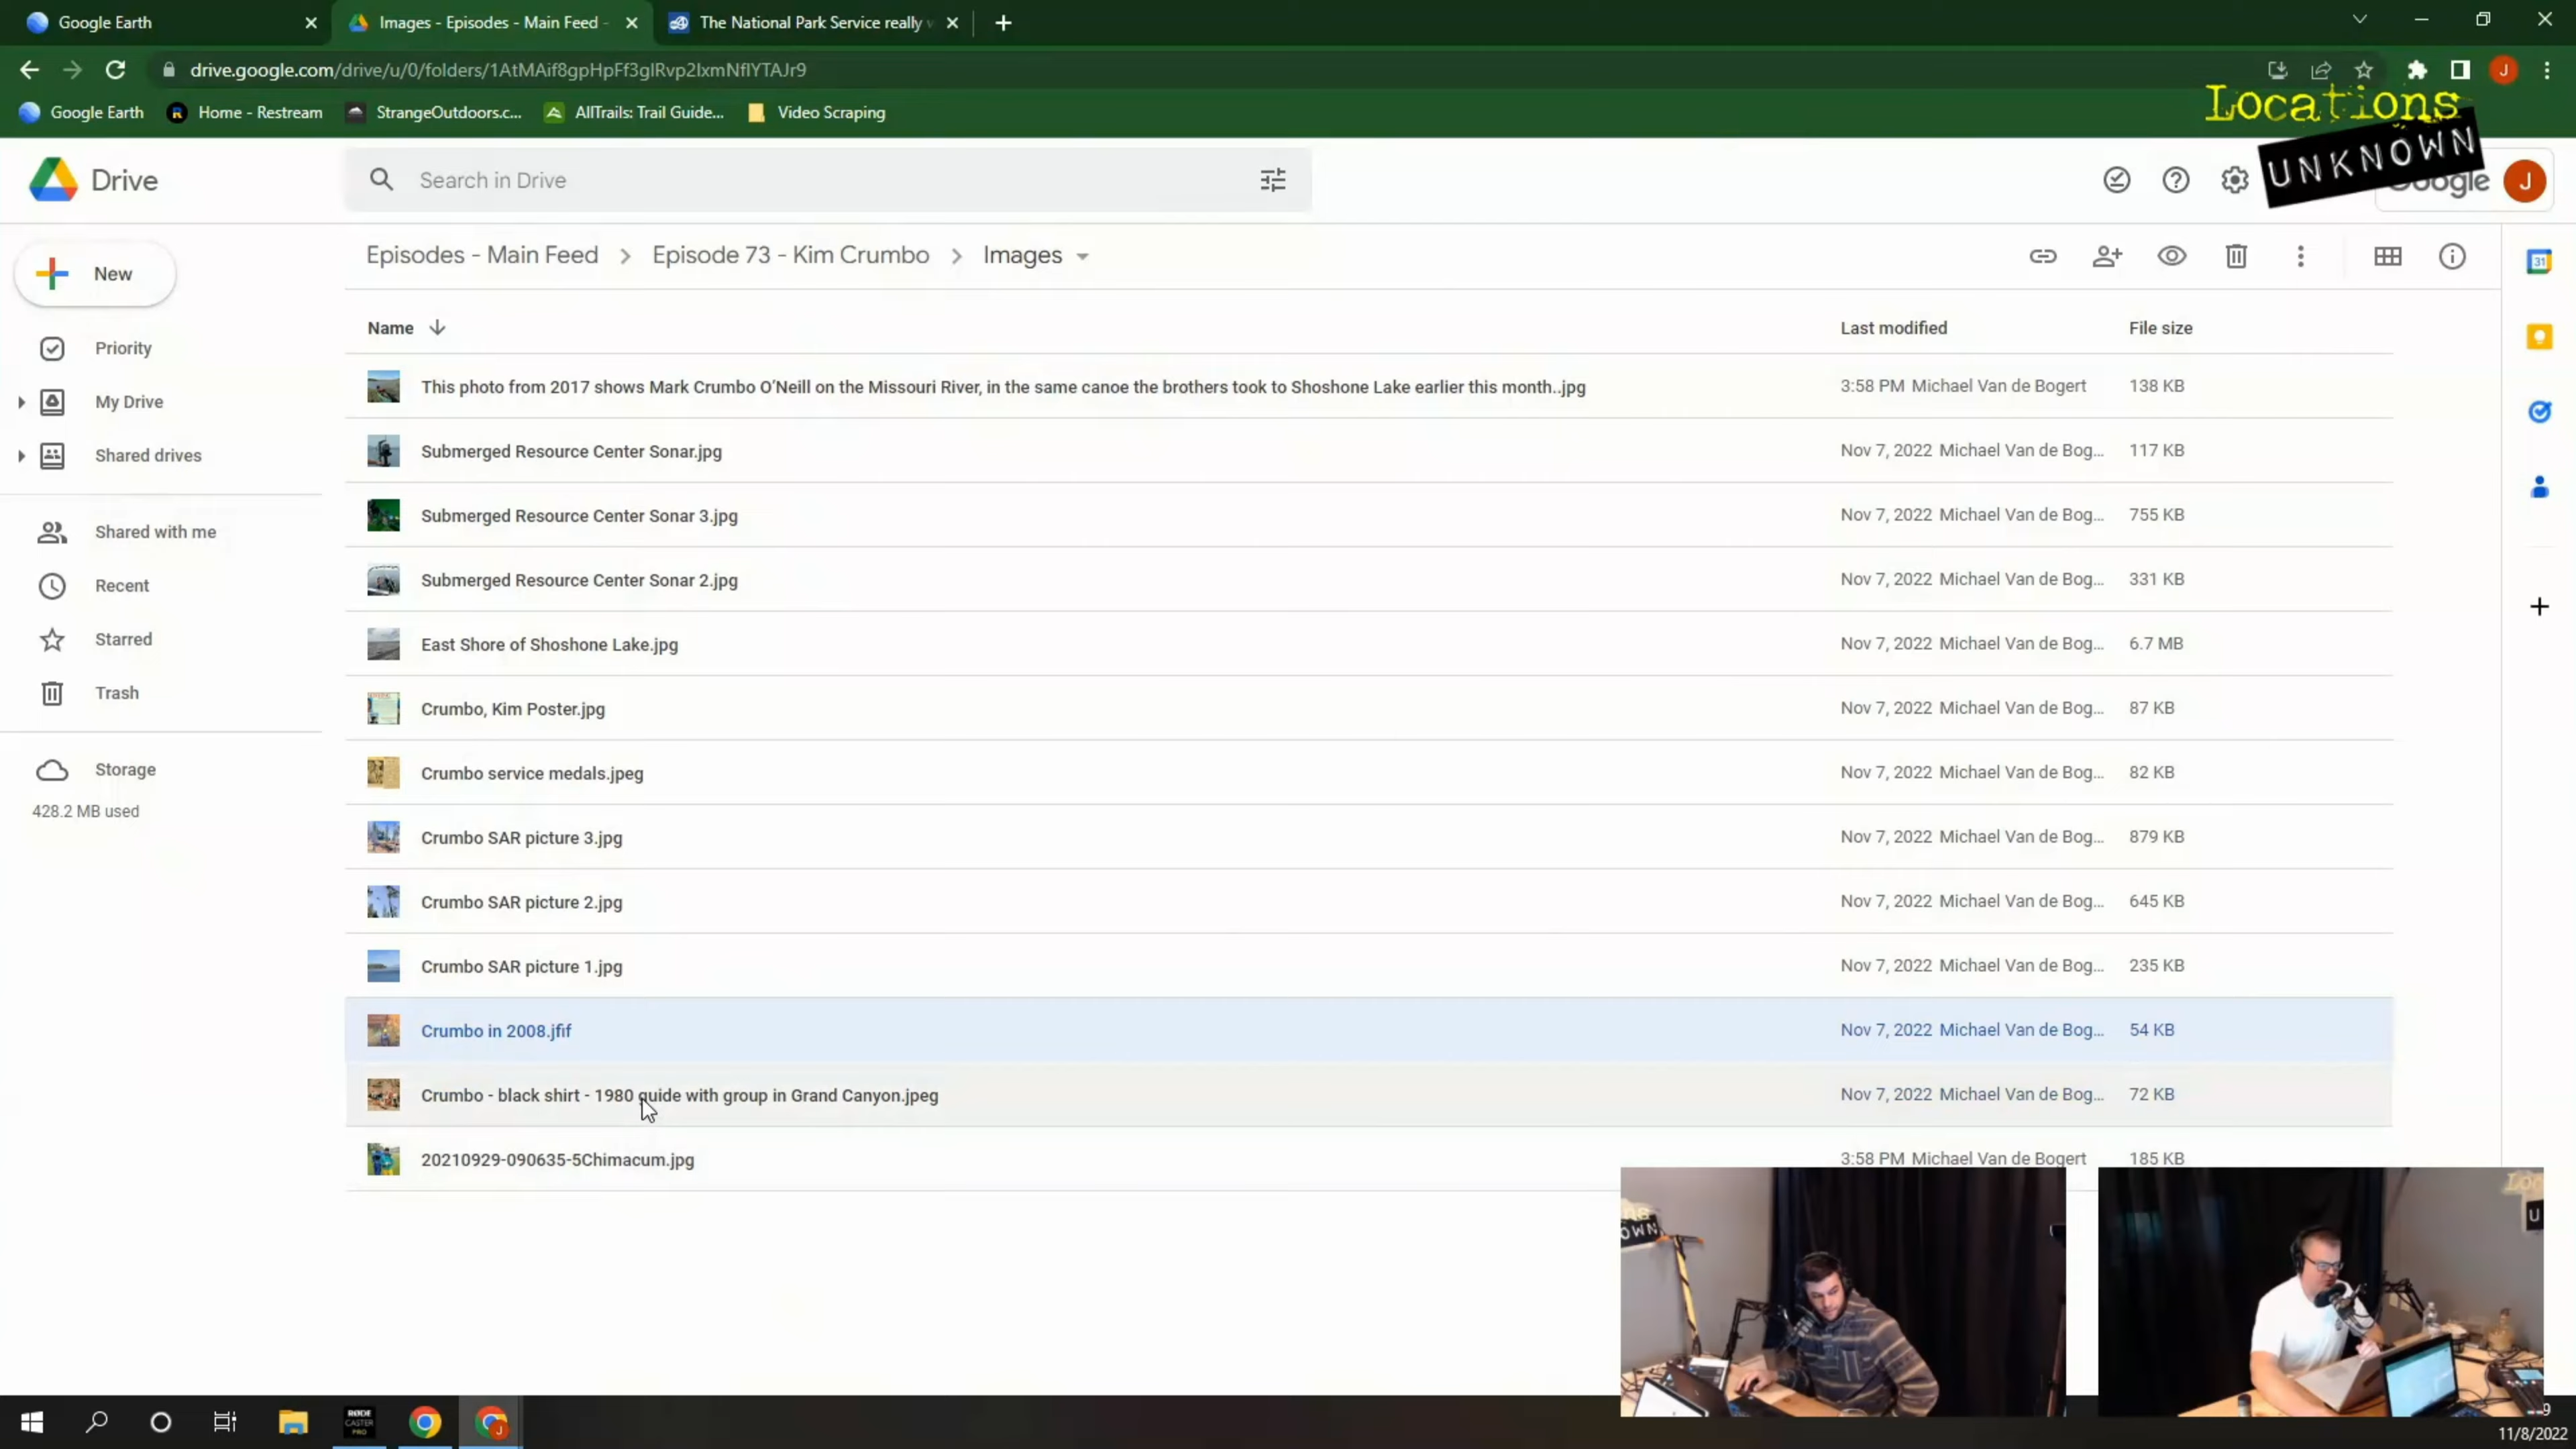 Google Earth
Images - Episodes - Main Feed -
The National Park Service really
drive.google.com/drive/u/0/folders/1AtMAif8gpHpFf3glRvp2IxmNflYTAJr9
Google Earth
Home - Restream
StrangeOutdoors.c...
AllTrails: Trail Guide...
Video Scraping
J
Locations
UNKNOWN
Drive
Search in Drive
Google
J
New
Episodes - Main Feed > Episode 73 - Kim Crumbo > Images
31
Name
Last modified
File size
Priority
My Drive
Shared drives
Shared with me
Recent
Starred
Trash
Storage
428.2 MB used
This photo from 2017 shows Mark Crumbo O'Neill on the Missouri River, in the same canoe the brothers took to Shoshone Lake earlier this month..jpg 3:58 PM Michael Van de Bogert 138 KB
Submerged Resource Center Sonar.jpg Nov 7, 2022 Michael Van de Bog... 117 KB
Submerged Resource Center Sonar 3.jpg Nov 7, 2022 Michael Van de Bog... 755 KB
Submerged Resource Center Sonar 2.jpg Nov 7, 2022 Michael Van de Bog... 331 KB
East Shore of Shoshone Lake.jpg Nov 7, 2022 Michael Van de Bog... 6.7 MB
Crumbo, Kim Poster.jpg Nov 7, 2022 Michael Van de Bog... 87 KB
Crumbo service medals.jpeg Nov 7, 2022 Michael Van de Bog... 82 KB
Crumbo SAR picture 3.jpg Nov 7, 2022 Michael Van de Bog... 879 KB
Crumbo SAR picture 2.jpg Nov 7, 2022 Michael Van de Bog... 645 KB
Crumbo SAR picture 1.jpg Nov 7, 2022 Michael Van de Bog... 235 KB
Crumbo in 2008.jfif Nov 7, 2022 Michael Van de Bog... 54 KB
Crumbo - black shirt - 1980 guide with group in Grand Canyon.jpeg Nov 7, 2022 Michael Van de Bog... 72 KB
20210929-090635-5Chimacum.jpg 3:58 PM Michael Van de Bogert 185 KB
RØDE
CASTER
PRO
J
11/8/2022